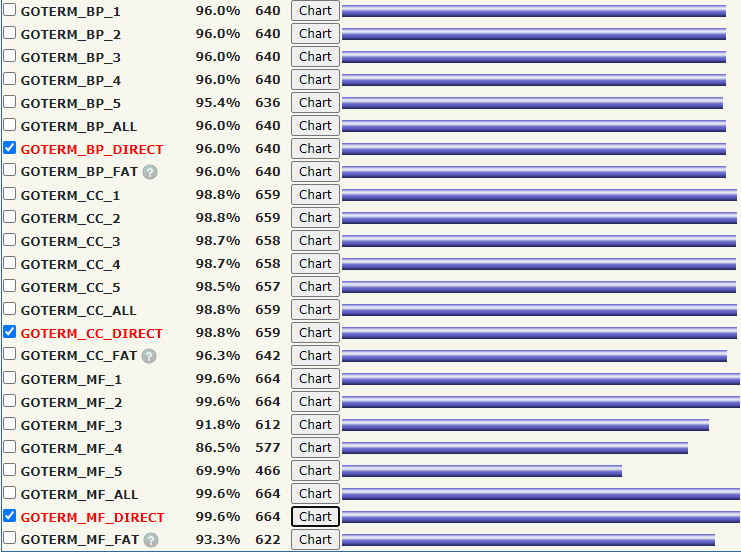 GOTERM_BP_1 96.0% 640 Chart
GOTERM_BP_2 96.0% 640 Chart
GOTERM_BP_3 96.0% 640 Chart
GOTERM_BP_4 96.0% 640 Chart
GOTERM_BP_5 95.4% 636 Chart
GOTERM_BP_ALL 96.0% 640 Chart
GOTERM_BP_DIRECT 96.0% 640 Chart
GOTERM_BP_FAT ? 96.0% 640 Chart
GOTERM_CC_1 98.8% 659 Chart
GOTERM_CC_2 98.8% 659 Chart
GOTERM_CC_3 98.7% 658 Chart
GOTERM_CC_4 98.7% 658 Chart
GOTERM_CC_5 98.5% 657 Chart
GOTERM_CC_ALL 98.8% 659 Chart
GOTERM_CC_DIRECT 98.8% 659 Chart
GOTERM_CC_FAT ? 96.3% 642 Chart
GOTERM_MF_1 99.6% 664 Chart
GOTERM_MF_2 99.6% 664 Chart
GOTERM_MF_3 91.8% 612 Chart
GOTERM_MF_4 86.5% 577 Chart
GOTERM_MF_5 69.9% 466 Chart
GOTERM_MF_ALL 99.6% 664 Chart
GOTERM_MF_DIRECT 99.6% 664 Chart
GOTERM_MF_FAT ? 93.3% 622 Chart